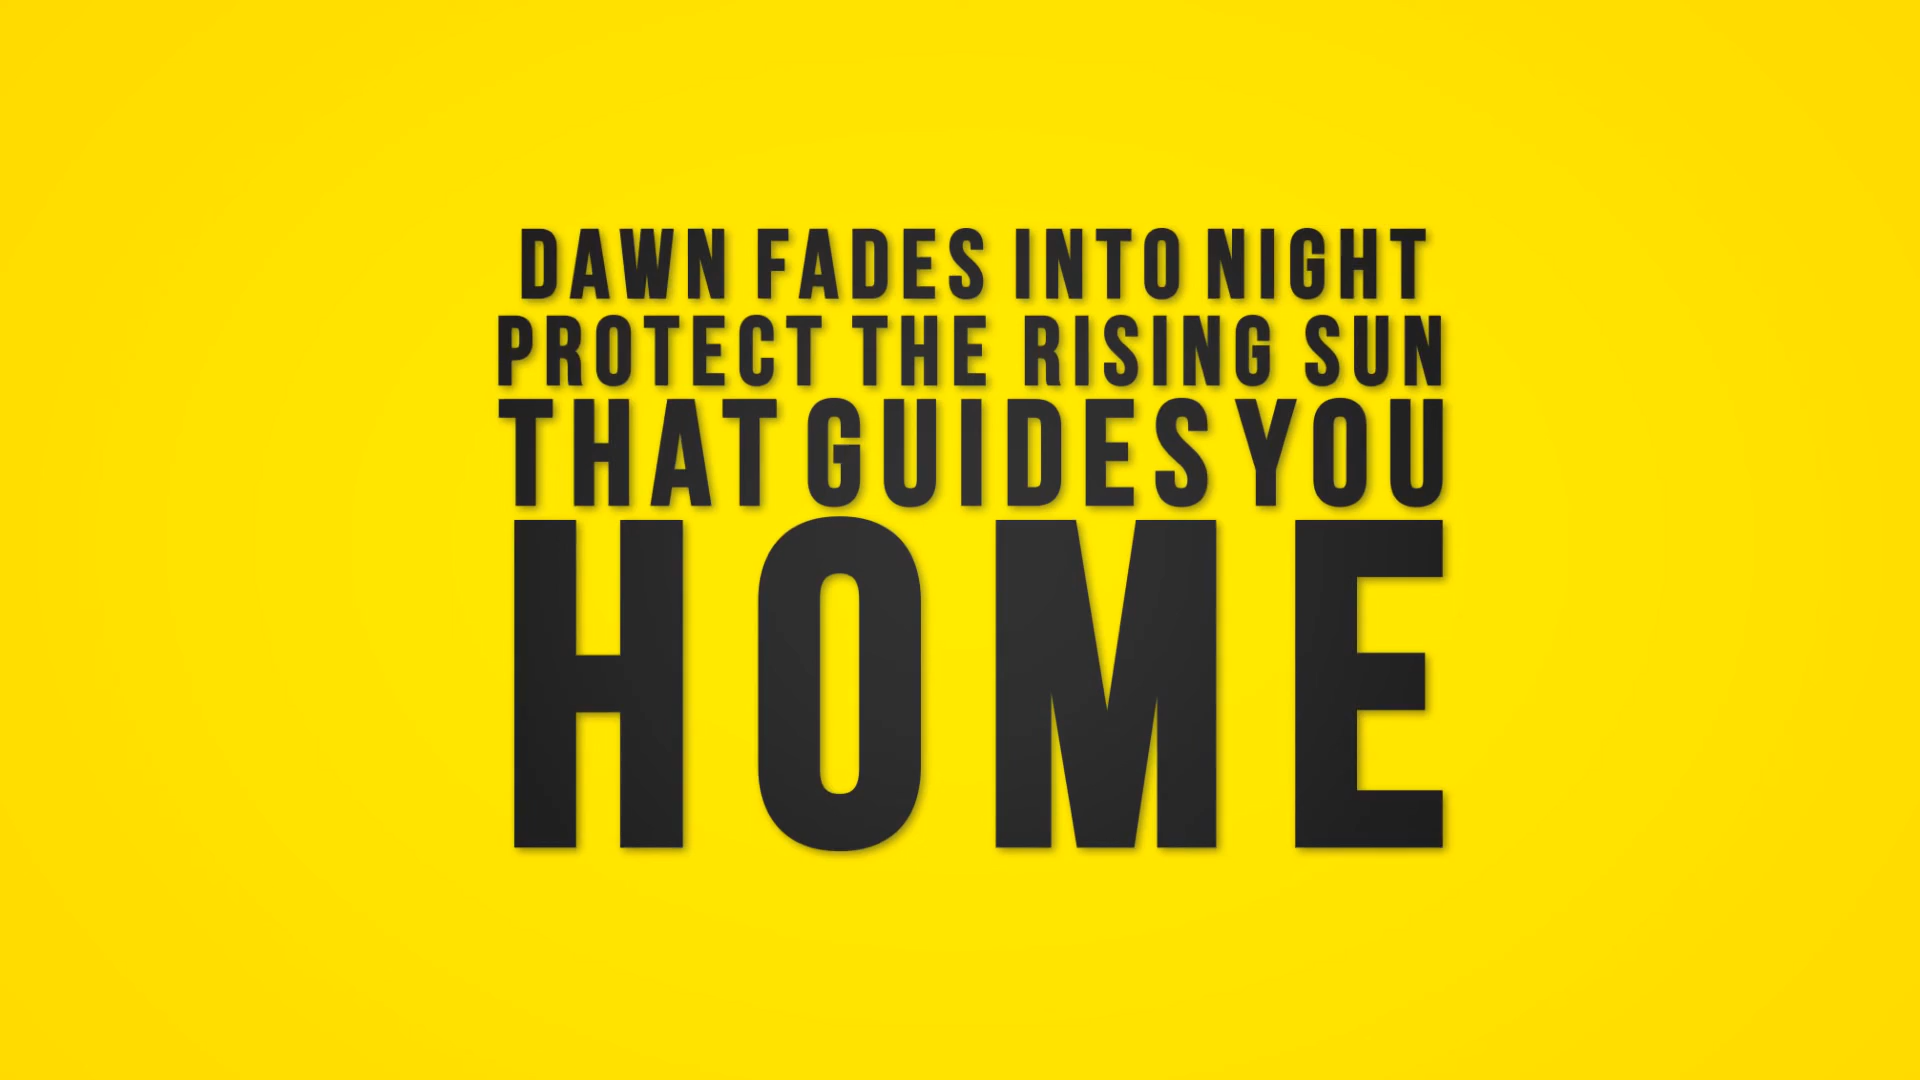 DAWN FADES INTO NIGHT
PROTECT THE RISING SUN
THAT GUIDES YOU
HOME